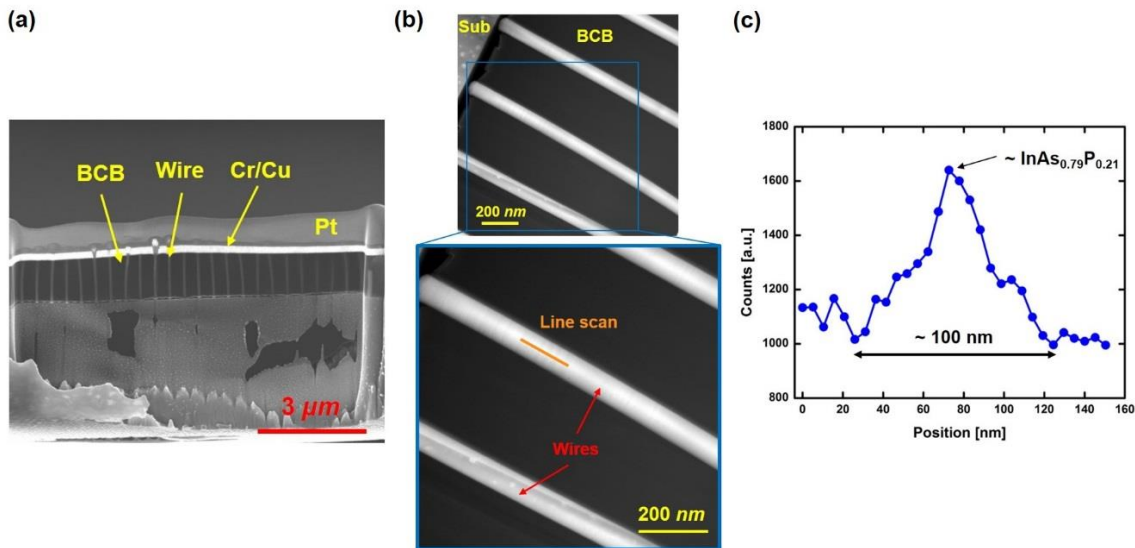 (a)
BCB
Wire
Cr/Cu
Pt
3 µm
(b)
Sub
BCB
200 nm
Line scan
Wires
200 nm
(c)
1800
1600
1400
1200
1000
800
Counts [a.u.]
~ InAs0.79P0.21
~ 100 nm
0 20 40 60 80 100 120 140 160
Position [nm]